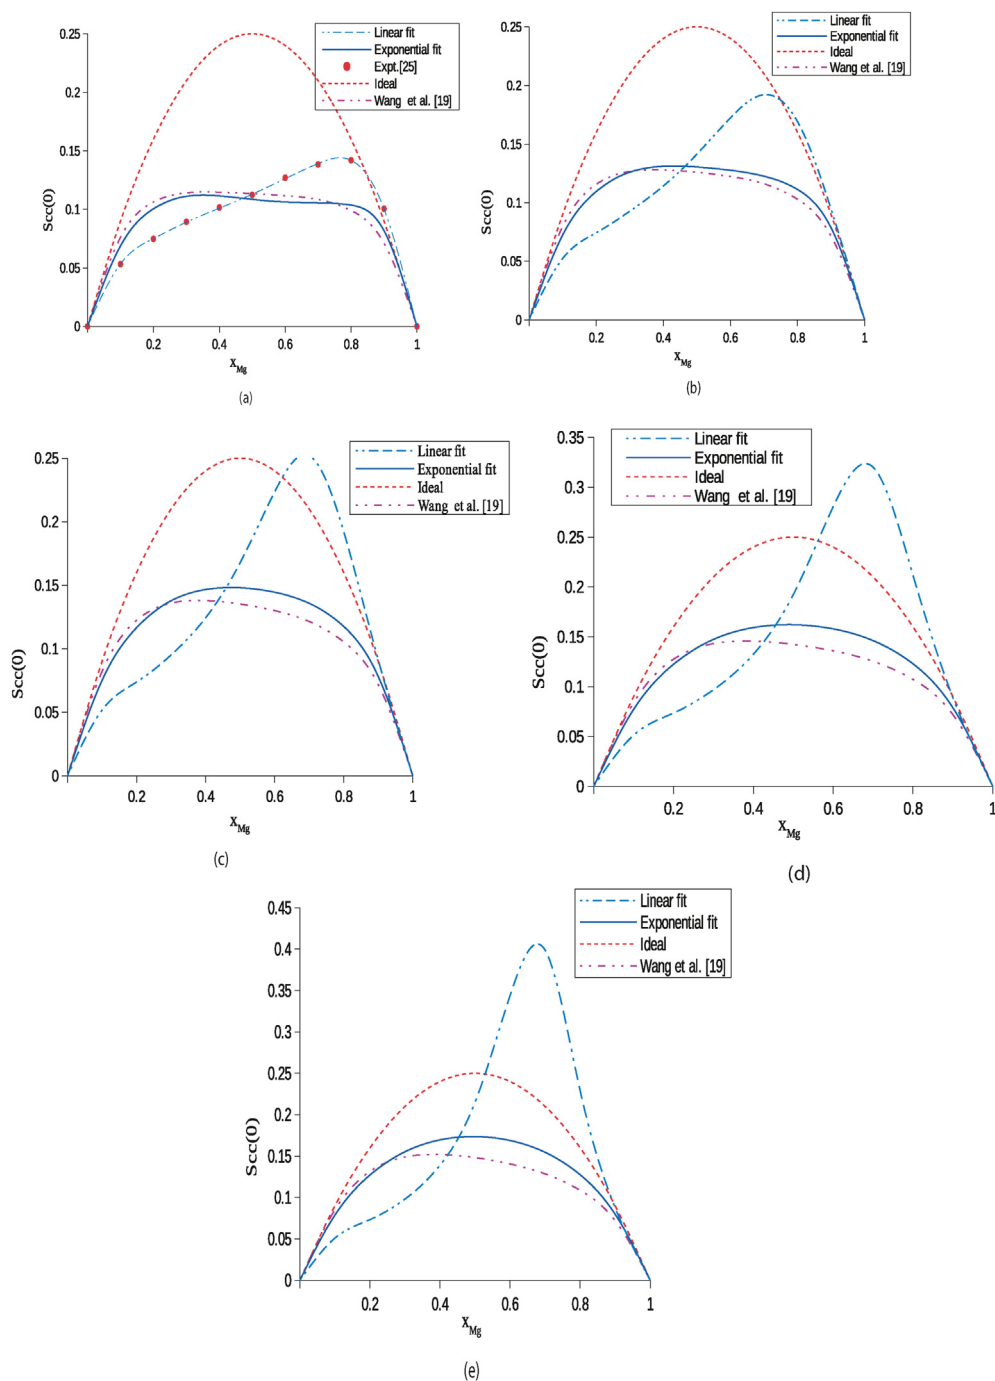 Linear fit
Exponential fit
Expt.[25]
Ideal
Wang et al. [19]
0.25
0.2
0.15
0.1
0.05
0
Scc(0)
0.2
0.4
0.6
0.8
1
XMg
(a)
Linear fit
Exponential fit
Ideal
Wang et al. [19]
0.25
0.2
0.15
0.1
0.05
0
Scc(0)
0.2
0.4
0.6
0.8
1
XMg
(b)
Linear fit
Exponential fit
Ideal
Wang et al. [19]
0.25
0.2
0.15
0.1
0.05
0
Scc(0)
0.2
0.4
0.6
0.8
1
XMg
(c)
Linear fit
Exponential fit
Ideal
Wang et al. [19]
0.35
0.3
0.25
0.2
0.15
0.1
0.05
0
Scc(0)
0.2
0.4
0.6
0.8
1
XMg
(d)
Linear fit
Exponential fit
Ideal
Wang et al. [19]
0.45
0.4
0.35
0.3
0.25
0.2
0.15
0.1
0.05
0
Scc(0)
0.2
0.4
0.6
0.8
1
XMg
(e)